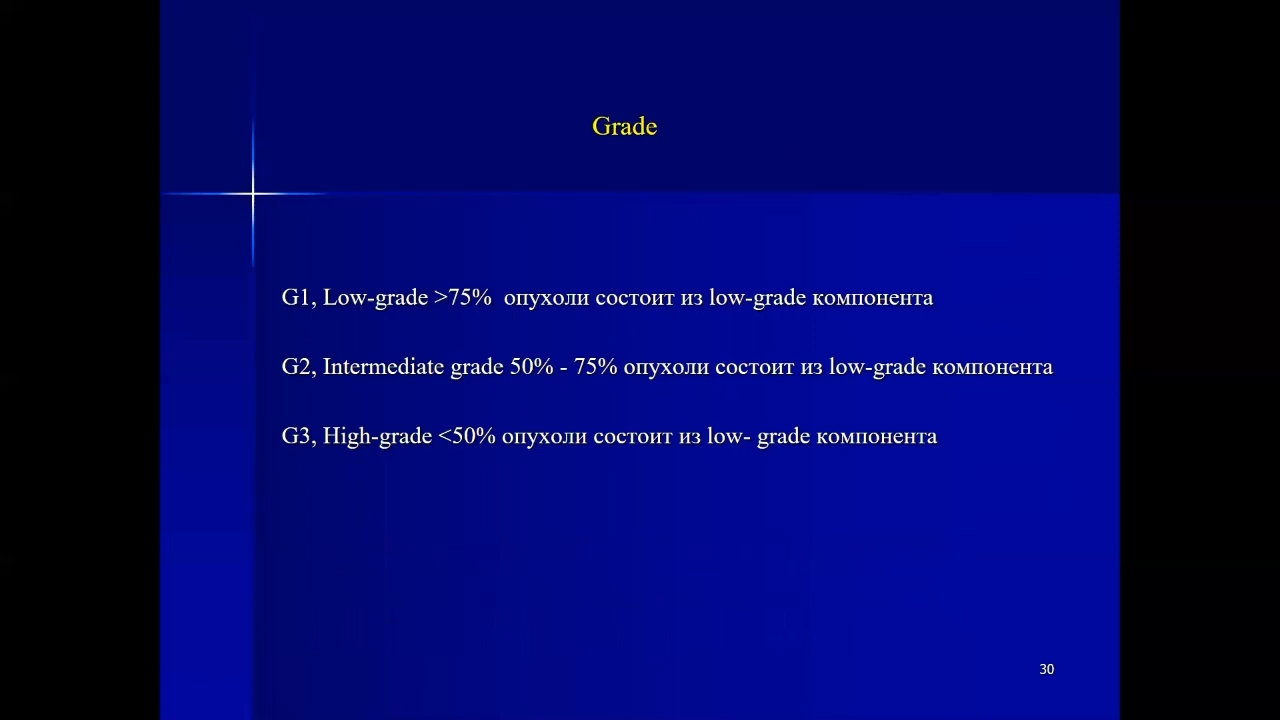 Grade
G1, Low-grade >75%  опухоли состоит из low-grade компонента
G2, Intermediate grade 50% - 75% опухоли состоит из low-grade компонента
G3, High-grade <50% опухоли состоит из low- grade компонента
30